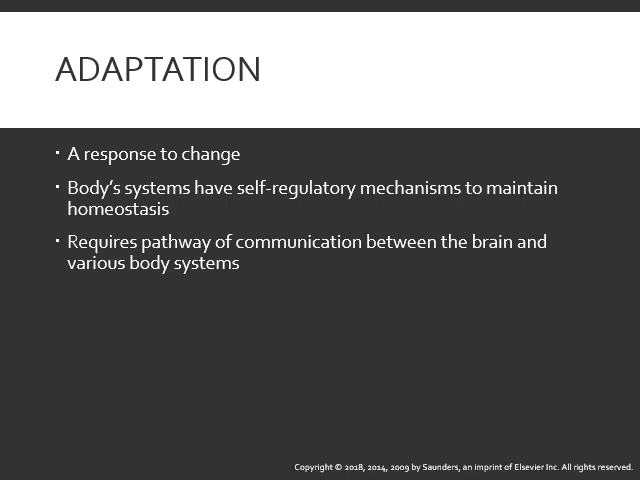 ADAPTATION
▪ A response to change
▪ Body’s systems have self-regulatory mechanisms to maintain
homeostasis
▪ Requires pathway of communication between the brain and
various body systems
Copyright © 2018, 2014, 2009 by Saunders, an imprint of Elsevier Inc. All rights reserved.